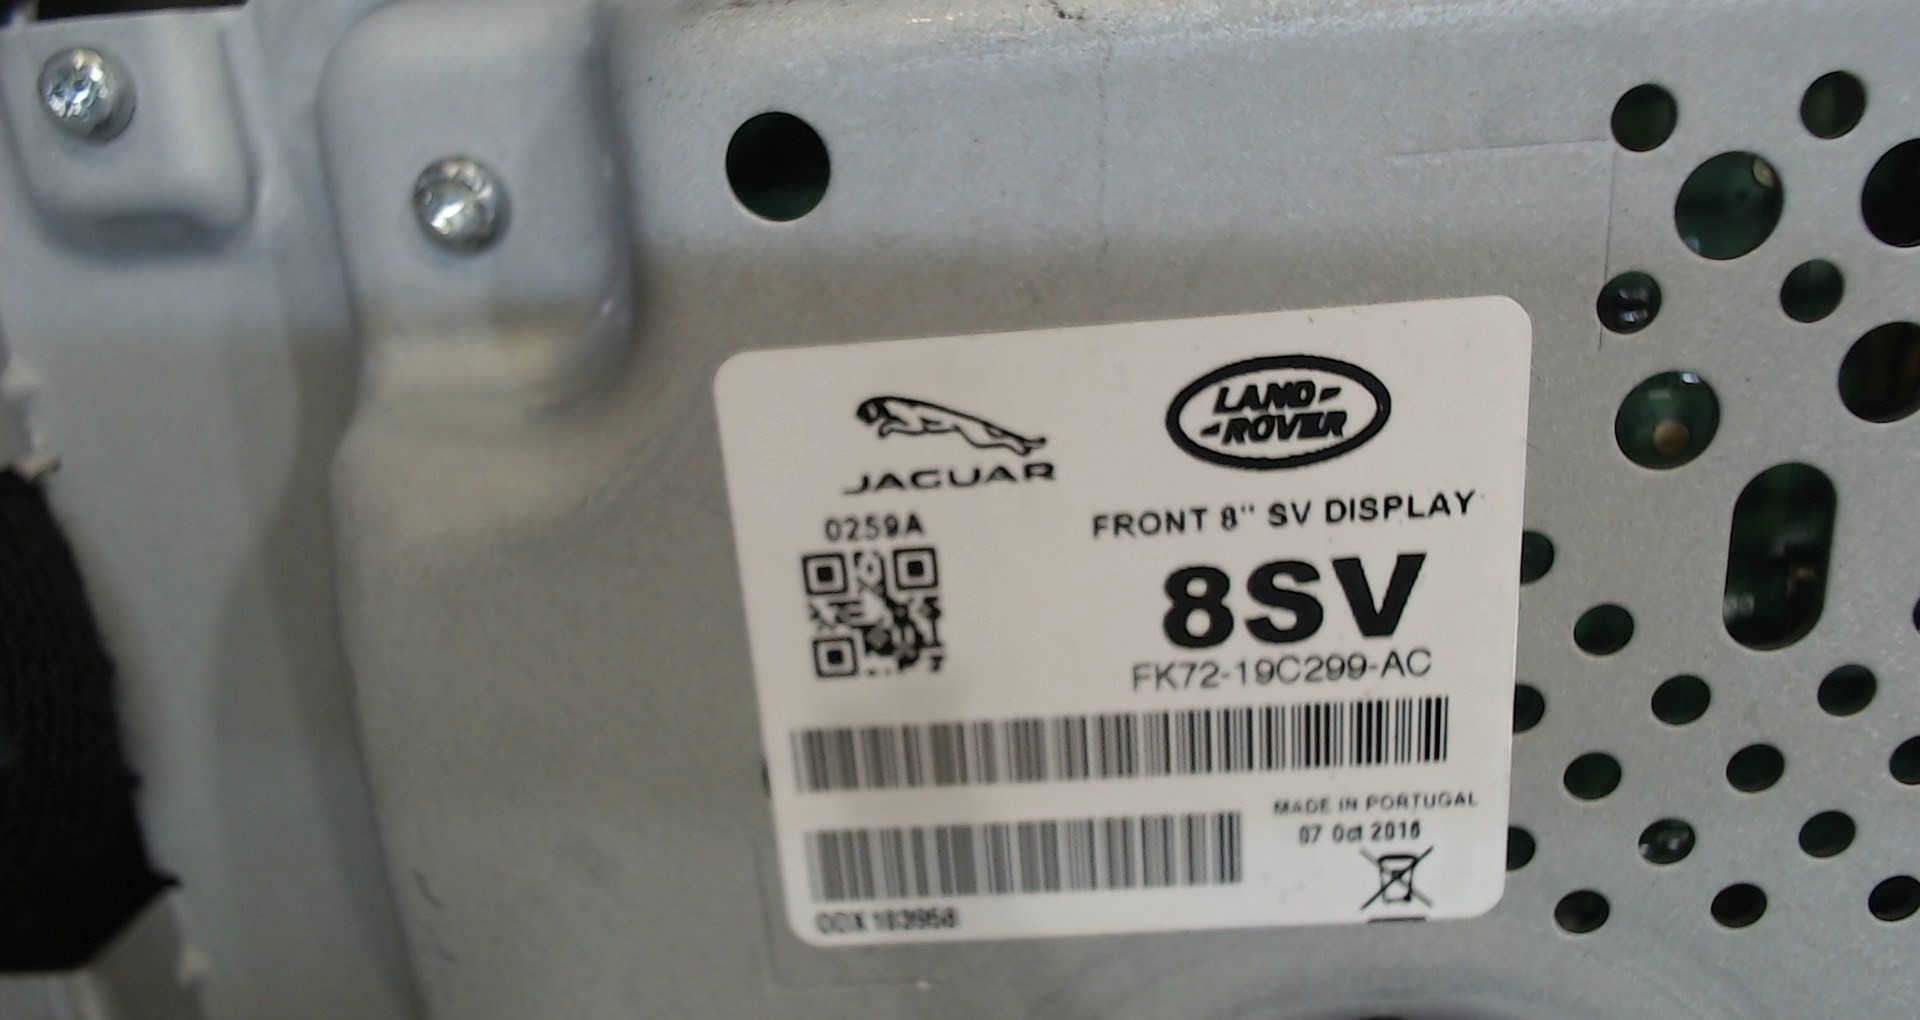 JAGUAR
LAND-
-ROVER
0259A
FRONT 8" SV DISPLAY
8SV
FK72-19C299-AC
MADE IN PORTUGAL
07 Oct 2016